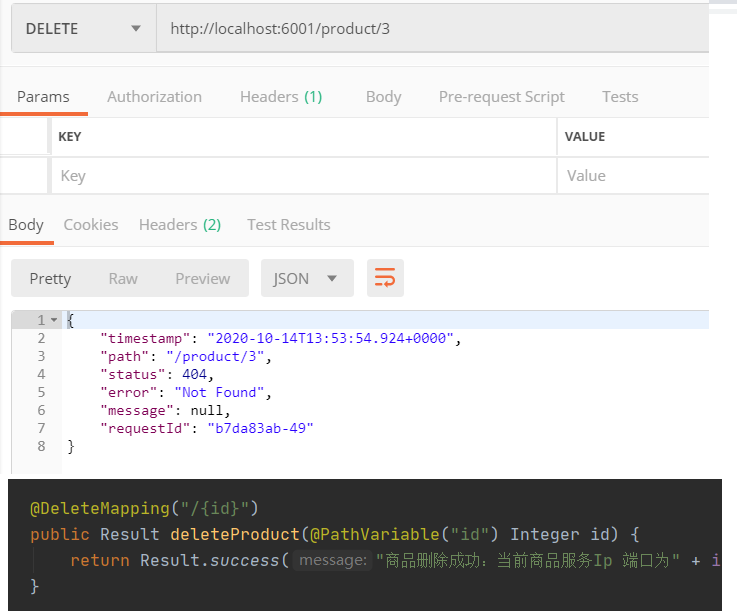 DELETE http://localhost:6001/product/3
Params Authorization Headers (1) Body Pre-request Script Tests
KEY VALUE
Key Value
Body Cookies Headers (2) Test Results
Pretty Raw Preview JSON
1 {
2 "timestamp": "2020-10-14T13:53:54.924+0000",
3 "path": "/product/3",
4 "status": 404,
5 "error": "Not Found",
6 "message": null,
7 "requestId": "b7da83ab-49"
8 }
@DeleteMapping("/{id}")
public Result deleteProduct(@PathVariable("id") Integer id) {
return Result.success( message: "商品删除成功：当前商品服务Ip 端口为" + i
}